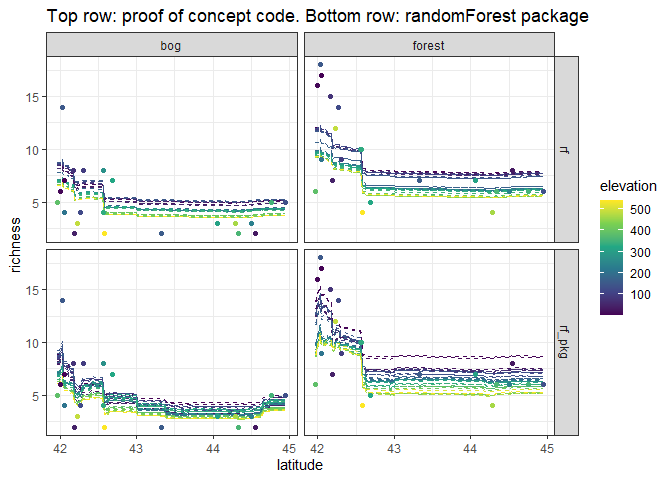 Top row: proof of concept code. Bottom row: randomForest package
bog
forest
15
10
5
rf
15
10
5
rf_pkg
richness
42
43
44
45
42
43
44
45
latitude
elevation
500
400
300
200
100